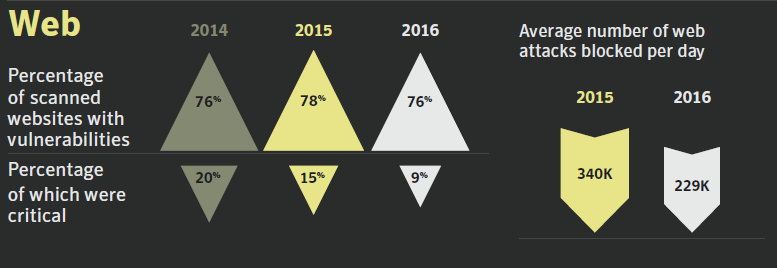 Web
2014 2015 2016
Percentage
of scanned
websites with
vulnerabilities
76% 78% 76%
Percentage
of which were
critical
20% 15% 9%
Average number of web
attacks blocked per day
2015 2016
340K 229K